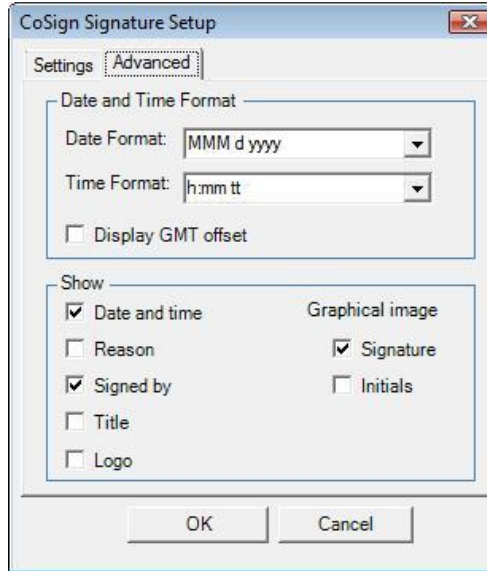 CoSign Signature Setup
Settings Advanced
Date and Time Format
Date Format: MMM d yyyy
Time Format: h:mm tt
Display GMT offset
Show
Date and time Graphical image
Reason Signature
Signed by Initials
Title
Logo
OK Cancel